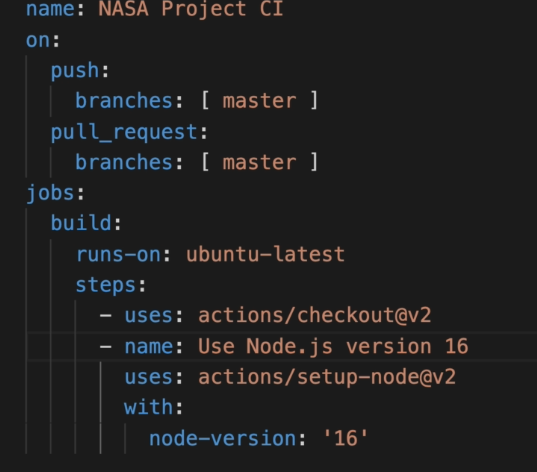 name: NASA Project CI
on:
  push:
    branches: [ master ]
  pull_request:
    branches: [ master ]
jobs:
  build:
    runs-on: ubuntu-latest
    steps:
      - uses: actions/checkout@v2
      - name: Use Node.js version 16
        uses: actions/setup-node@v2
        with:
          node-version: '16'